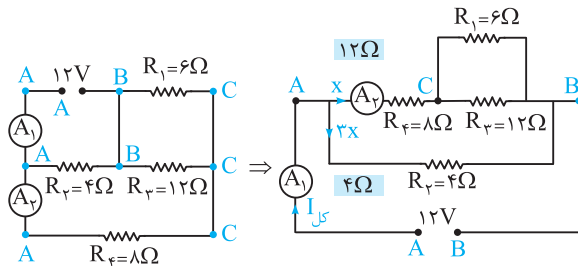 A ۱۲V B R۱=۶Ω C
A
A۱
A B C
R۲=۴Ω R۳=۱۲Ω
A۲
A C
R۴=۸Ω
⇒
R۱=۶Ω
۱۲Ω
A x A۲ C B
R۴=۸Ω R۳=۱۲Ω
۳x
A۱ ۴Ω R۲=۴Ω
Iکل ۱۲V
A B